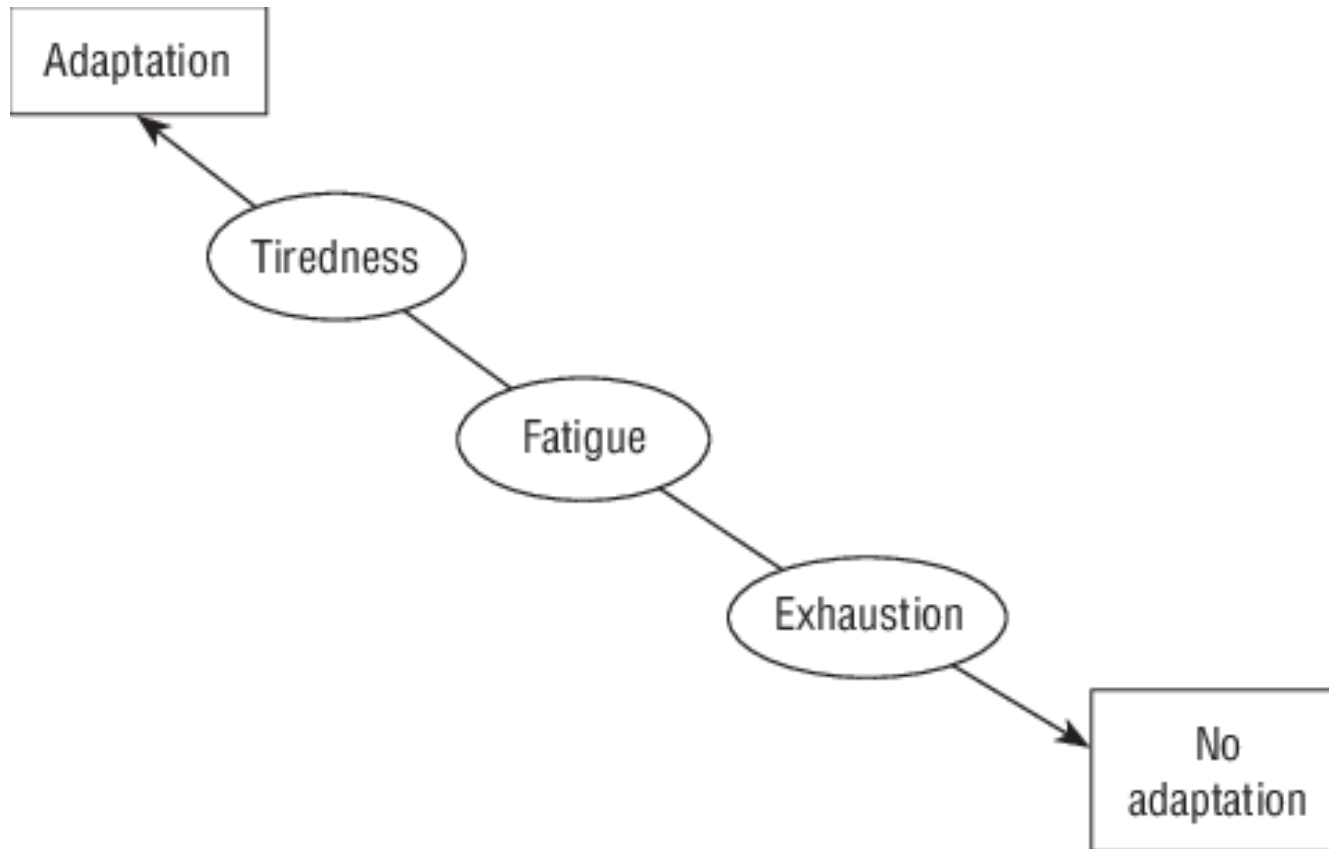 Adaptation
Tiredness
Fatigue
Exhaustion
No
adaptation